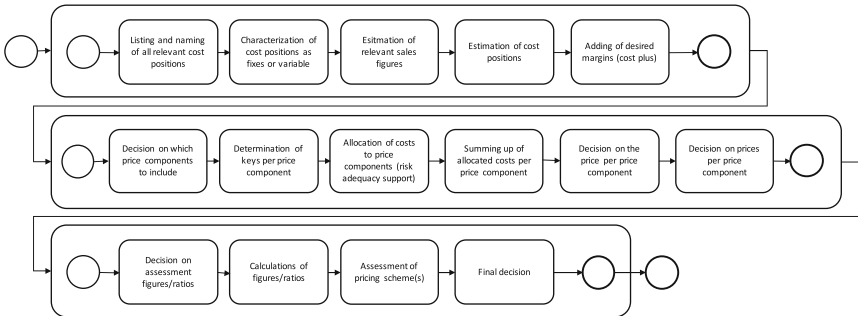 Listing and naming
of all relevant cost
positions
Characterization of
cost positions as
fixes or variable
Esitmation of
relevant sales
figures
Estimation of cost
positions
Adding of desired
margins (cost plus)
Decision on which
price components
to include
Determination of
keys per price
component
Allocation of costs
to price
components (risk
adequacy support)
Summing up of
allocated costs per
price component
Decision on the
price per price
component
Decision on prices
per price
component
Decision on
assessment
figures/ratios
Calculations of
figures/ratios
Assessment of
pricing scheme(s)
Final decision